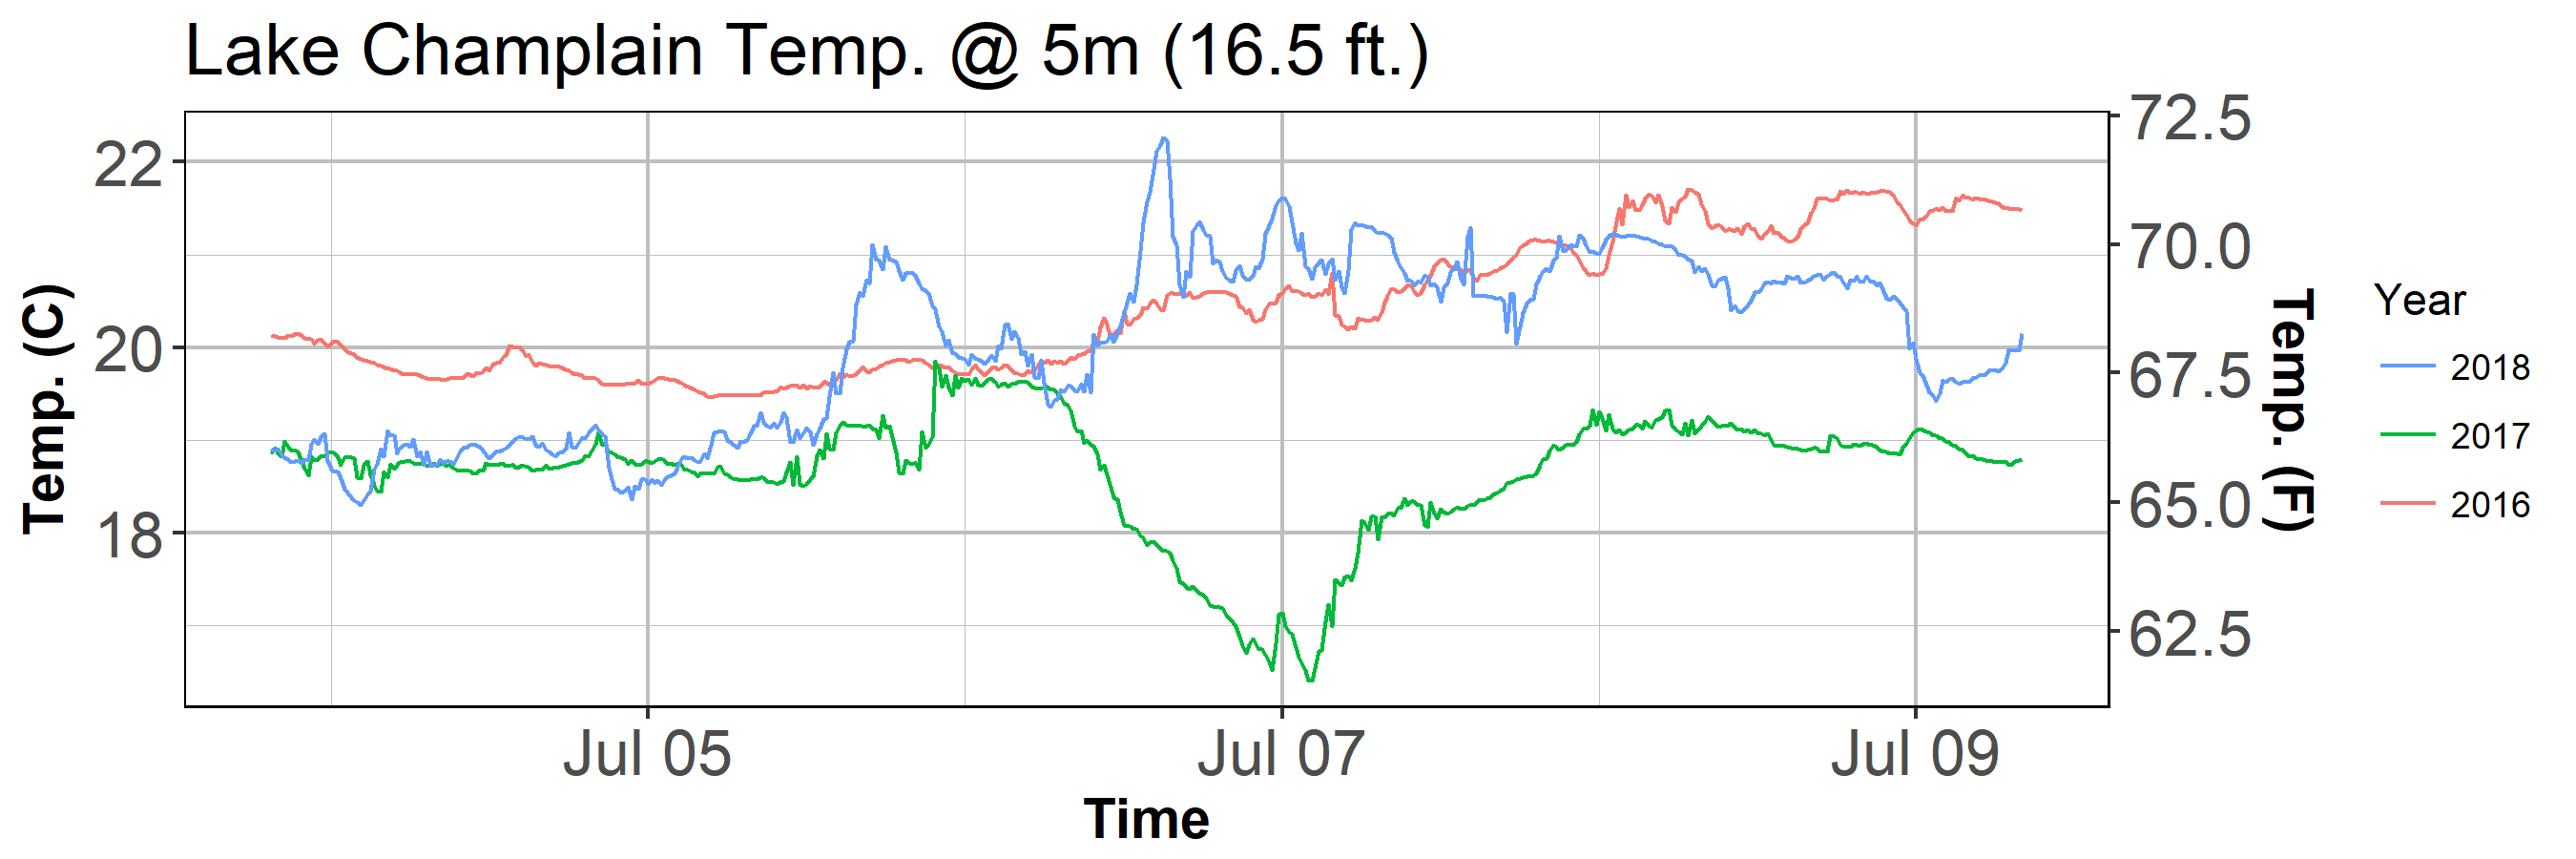 Lake Champlain Temp. @ 5m (16.5 ft.)
Temp. (C)
22
20
18
72.5
70.0
67.5
65.0
62.5
Temp. (F)
Jul 05
Jul 07
Jul 09
Time
Year
2018
2017
2016